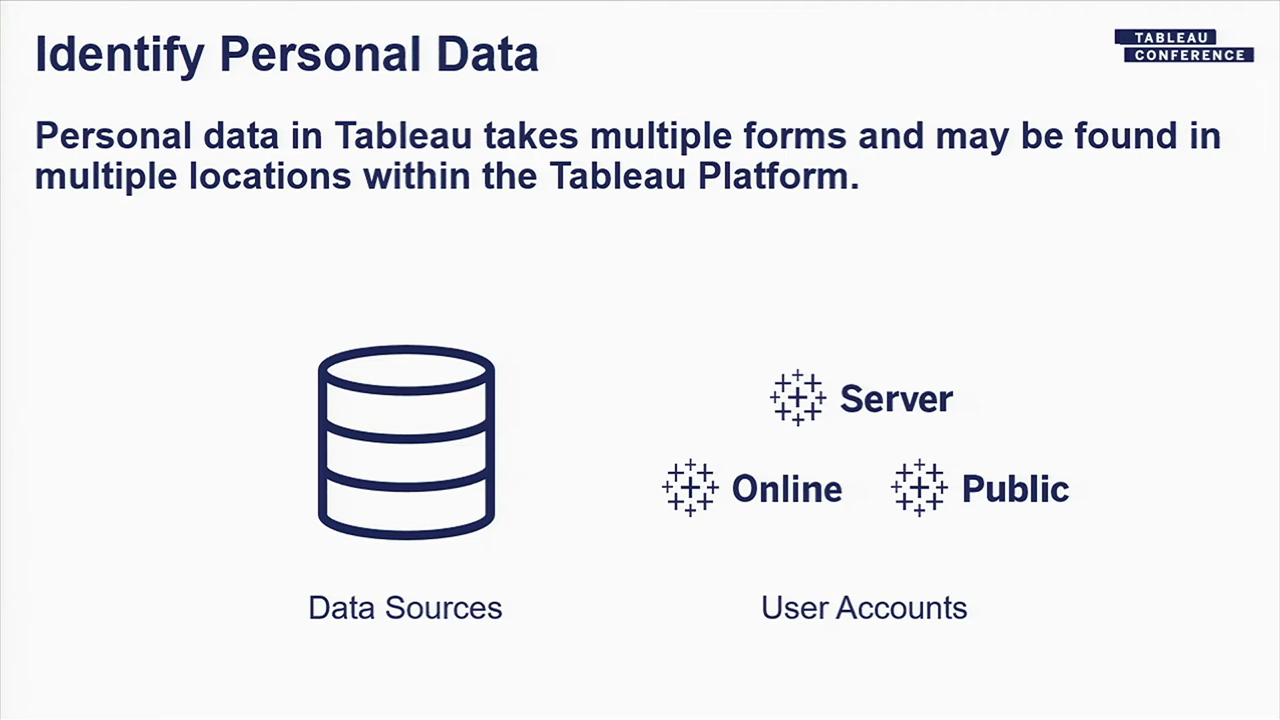 Identify Personal Data
TABLEAU
CONFERENCE
Personal data in Tableau takes multiple forms and may be found in
multiple locations within the Tableau Platform.
Server
Online
Public
Data Sources
User Accounts